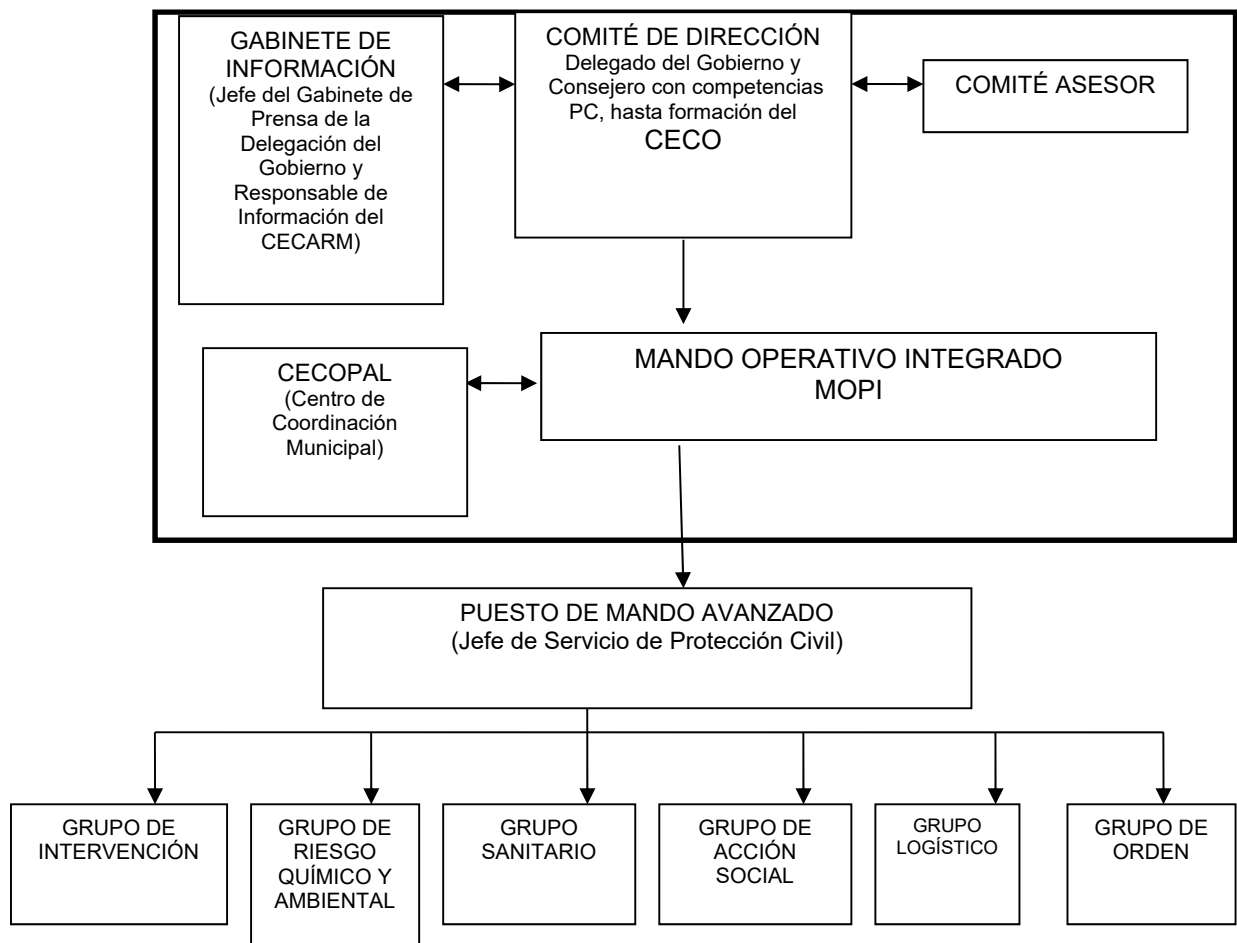 GABINETE DE
INFORMACIÓN
(Jefe del Gabinete de
Prensa de la
Delegación del
Gobierno y
Responsable de
Información del
CECARM)
COMITÉ DE DIRECCIÓN
Delegado del Gobierno y
Consejero con competencias
PC, hasta formación del
CECO
COMITÉ ASESOR
CECOPAL
(Centro de
Coordinación
Municipal)
MANDO OPERATIVO INTEGRADO
MOPI
PUESTO DE MANDO AVANZADO
(Jefe de Servicio de Protección Civil)
GRUPO DE
INTERVENCIÓN
GRUPO DE
RIESGO
QUÍMICO Y
AMBIENTAL
GRUPO
SANITARIO
GRUPO DE
ACCIÓN
SOCIAL
GRUPO
LOGÍSTICO
GRUPO DE
ORDEN